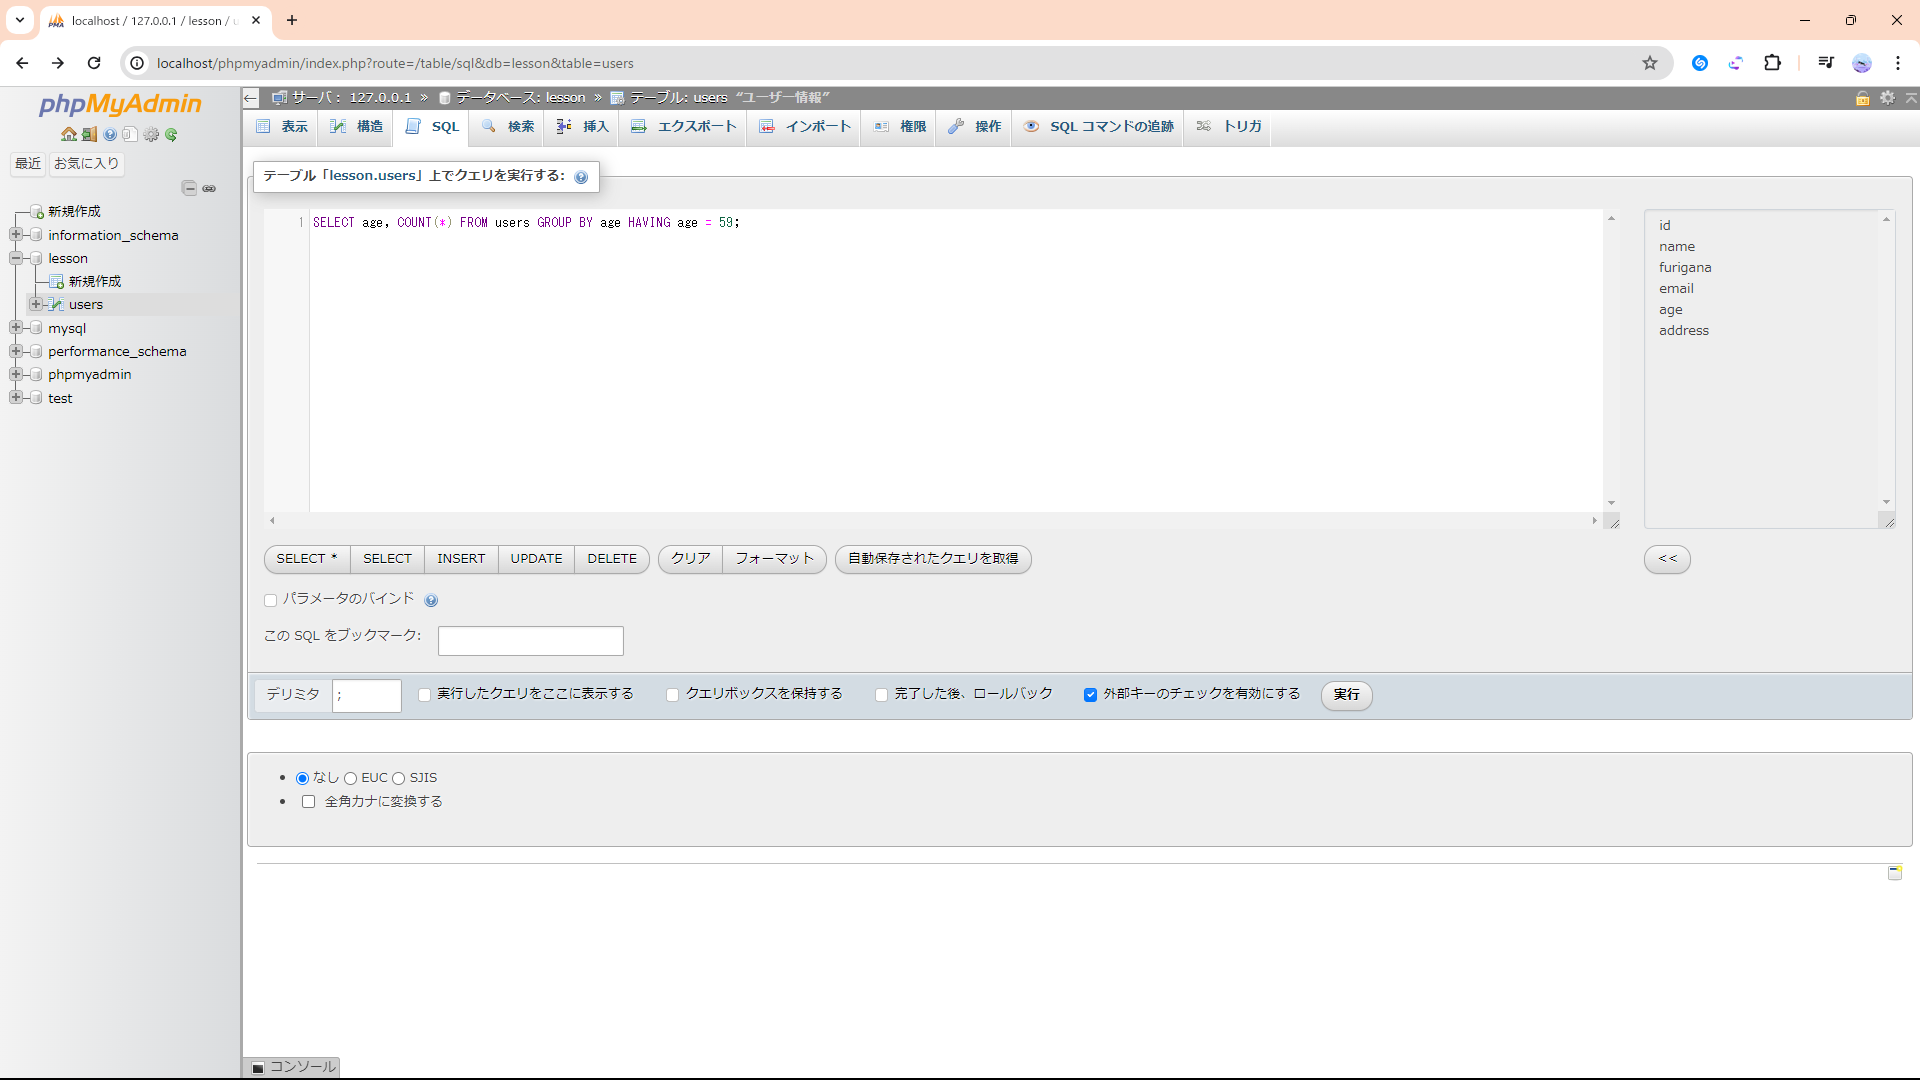 localhost / 127.0.0.1 / lesson / u
localhost/phpmyadmin/index.php?route=/table/sql&db=lesson&table=users
phpMyAdmin
最近 お気に入り
新規作成
information_schema
lesson
新規作成
users
mysql
performance_schema
phpmyadmin
test
サーバ: 127.0.0.1 » データベース: lesson » テーブル: users “ユーザー情報”
表示 構造 SQL 検索 挿入 エクスポート インポート 権限 操作 SQL コマンドの追跡 トリガ
テーブル「lesson.users」上でクエリを実行する:
1 SELECT age, COUNT(*) FROM users GROUP BY age HAVING age = 59;
id
name
furigana
email
age
address
SELECT * SELECT INSERT UPDATE DELETE クリア フォーマット 自動保存されたクエリを取得 <<
パラメータのバインド
この SQL をブックマーク:
デリミタ ; 実行したクエリをここに表示する クエリボックスを保持する 完了した後、ロールバック 外部キーのチェックを有効にする 実行
なし EUC SJIS
全角カナに変換する
コンソール